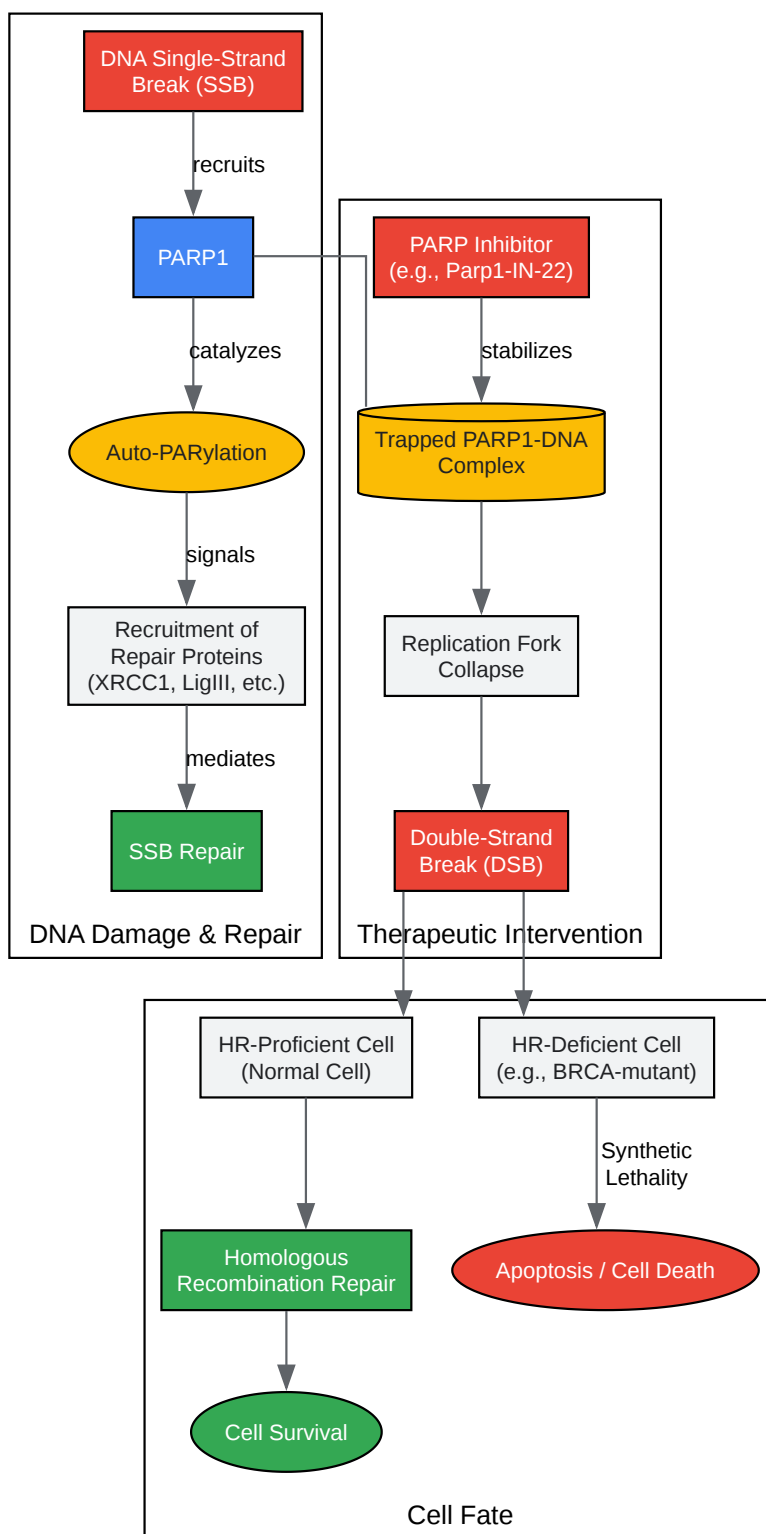 DNA Single-Strand
Break (SSB)
recruits
PARP1
catalyzes
Auto-PARylation
signals
Recruitment of
Repair Proteins
(XRCC1, LigIII, etc.)
mediates
SSB Repair
DNA Damage & Repair
PARP Inhibitor
(e.g., Parp1-IN-22)
stabilizes
Trapped PARP1-DNA
Complex
Replication Fork
Collapse
Double-Strand
Break (DSB)
Therapeutic Intervention
HR-Proficient Cell
(Normal Cell)
HR-Deficient Cell
(e.g., BRCA-mutant)
Synthetic
Lethality
Homologous
Recombination Repair
Apoptosis / Cell Death
Cell Survival
Cell Fate